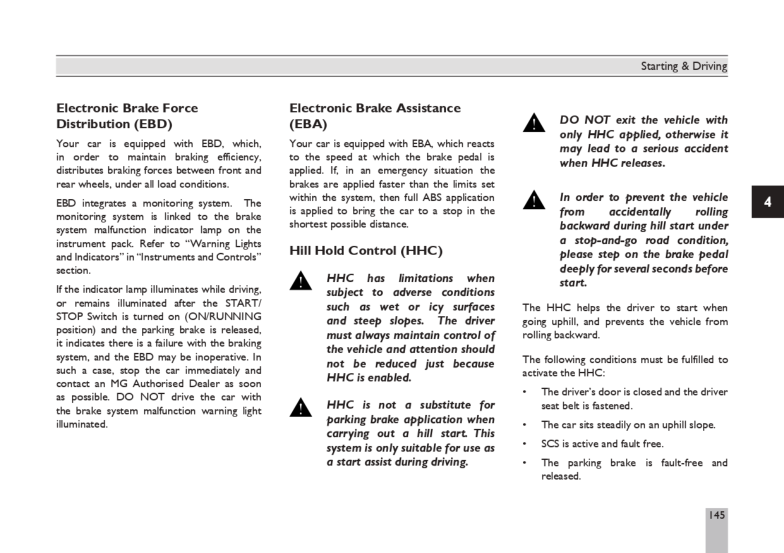 Starting & Driving
Electronic Brake Force
Distribution (EBD)
Your car is equipped with EBD, which,
in order to maintain braking efficiency,
distributes braking forces between front and
rear wheels, under all load conditions.
EBD integrates a monitoring system. The
monitoring system is linked to the brake
system malfunction indicator lamp on the
instrument pack. Refer to “Warning Lights
and Indicators” in “Instruments and Controls”
section.
If the indicator lamp illuminates while driving,
or remains illuminated after the START/
STOP Switch is turned on (ON/RUNNING
position) and the parking brake is released,
it indicates there is a failure with the braking
system, and the EBD may be inoperative. In
such a case, stop the car immediately and
contact an MG Authorised Dealer as soon
as possible. DO NOT drive the car with
the brake system malfunction warning light
illuminated.
Electronic Brake Assistance
(EBA)
Your car is equipped with EBA, which reacts
to the speed at which the brake pedal is
applied. If, in an emergency situation the
brakes are applied faster than the limits set
within the system, then full ABS application
is applied to bring the car to a stop in the
shortest possible distance.
Hill Hold Control (HHC)
HHC has limitations when
subject to adverse conditions
such as wet or icy surfaces
and steep slopes. The driver
must always maintain control of
the vehicle and attention should
not be reduced just because
HHC is enabled.
HHC is not a substitute for
parking brake application when
carrying out a hill start. This
system is only suitable for use as
a start assist during driving.
DO NOT exit the vehicle with
only HHC applied, otherwise it
may lead to a serious accident
when HHC releases.
In order to prevent the vehicle
from accidentally rolling
backward during hill start under
a stop-and-go road condition,
please step on the brake pedal
deeply for several seconds before
start.
The HHC helps the driver to start when
going uphill, and prevents the vehicle from
rolling backward.
The following conditions must be fulfilled to
activate the HHC:
• The driver’s door is closed and the driver
seat belt is fastened.
• The car sits steadily on an uphill slope.
• SCS is active and fault free.
• The parking brake is fault-free and
released.
4
145